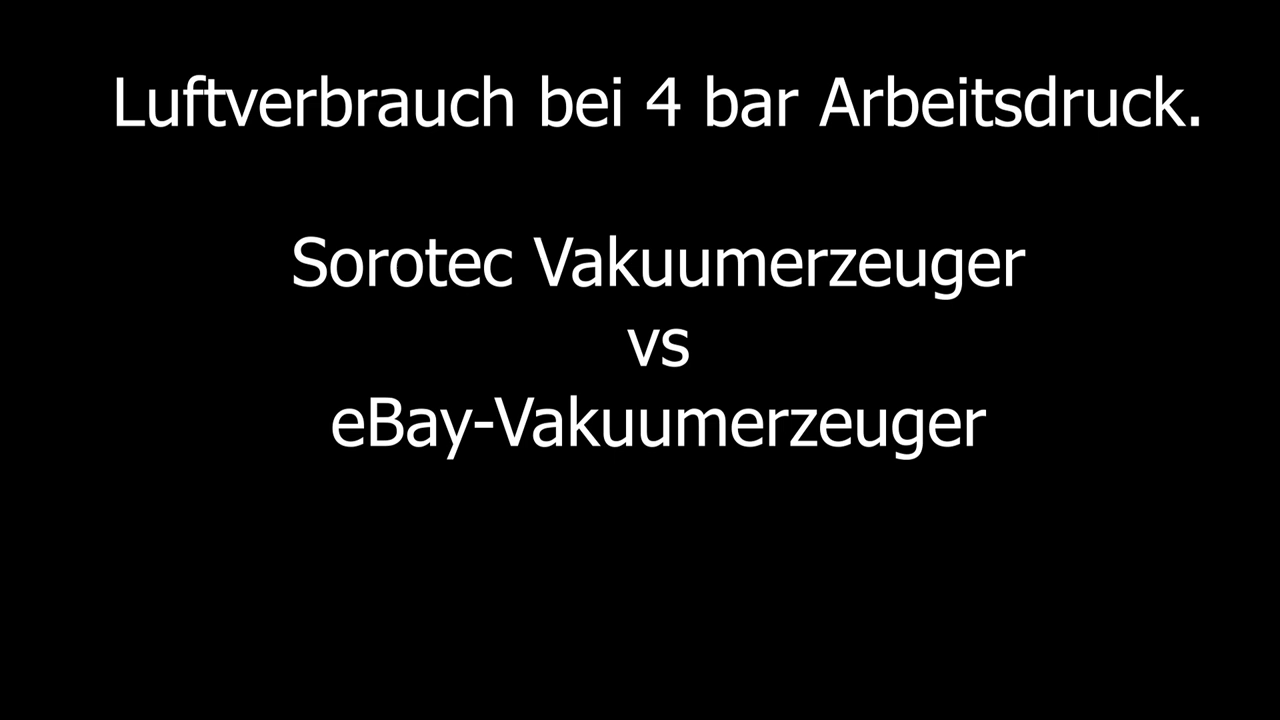 Luftverbrauch bei 4 bar Arbeitsdruck.
Sorotec Vakuumerzeuger
vs
eBay-Vakuumerzeuger